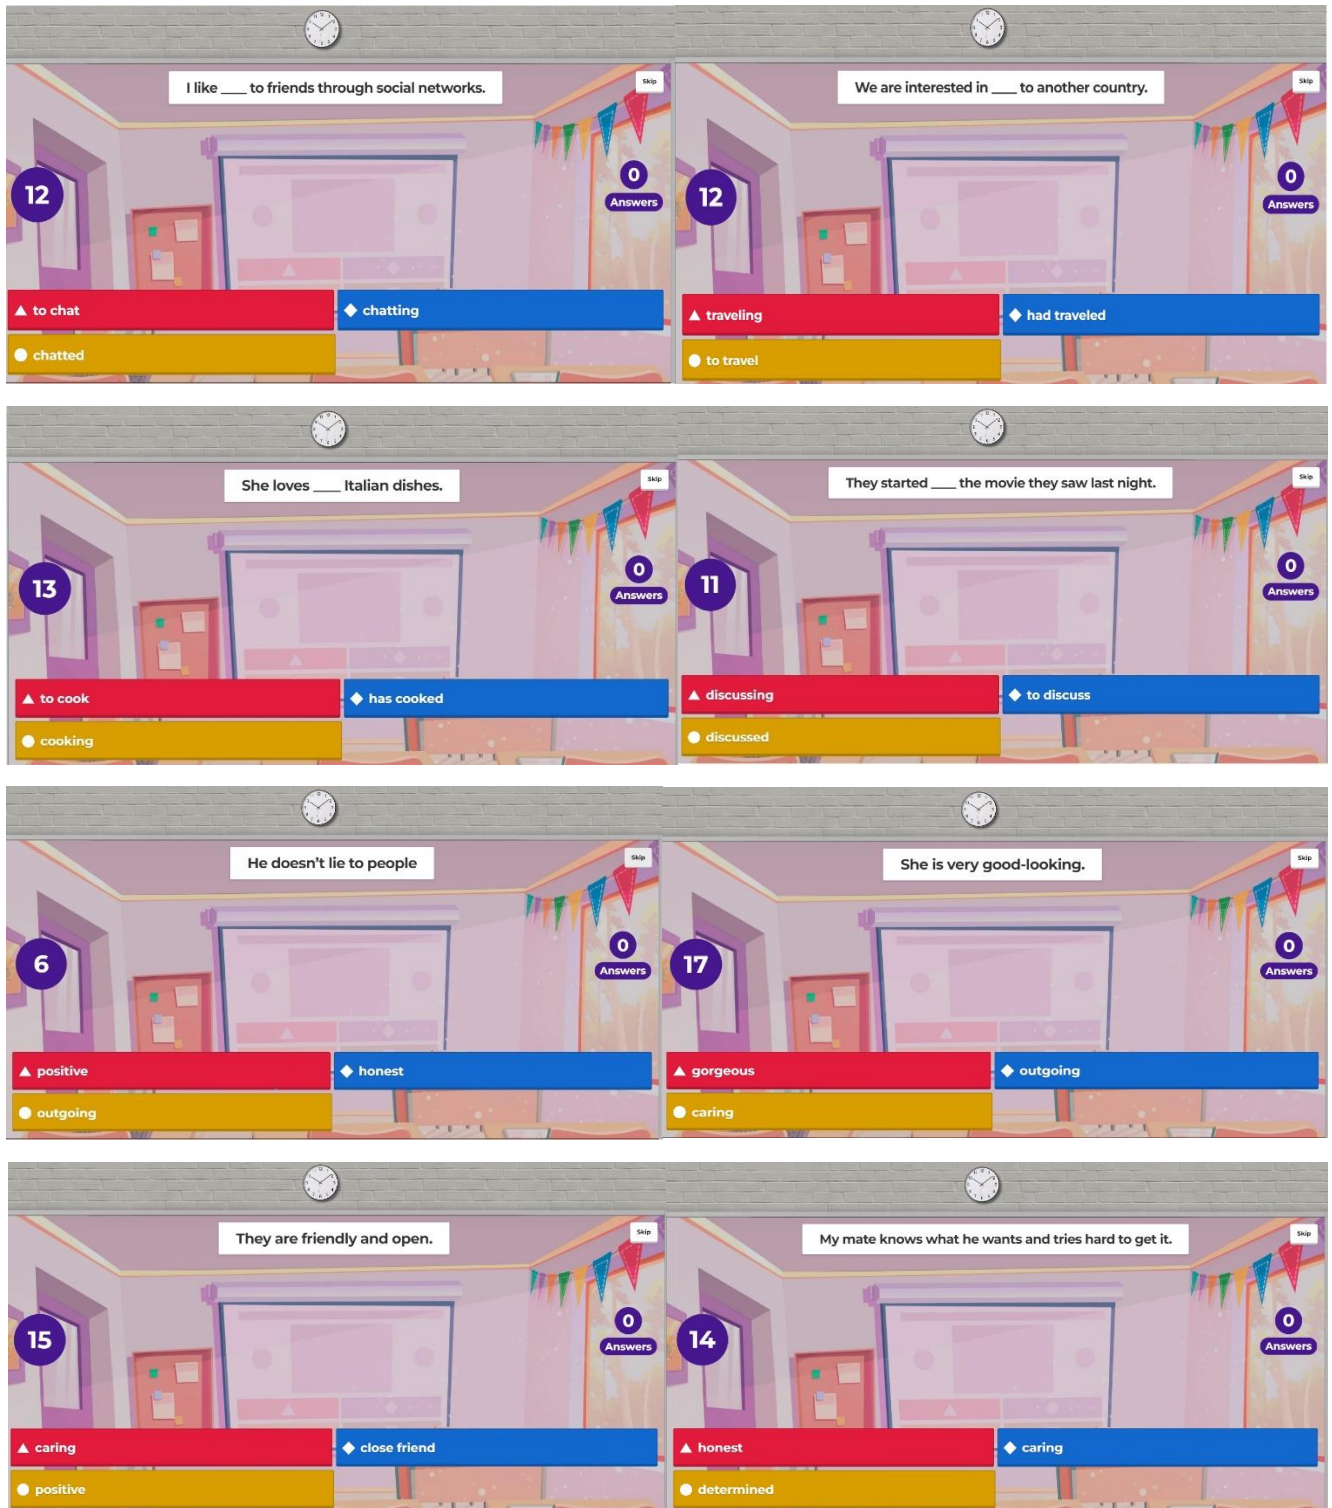 I like ___ to friends through social networks.
Skip
12
0
Answers
to chat
chatting
chatted
We are interested in ___ to another country.
Skip
12
0
Answers
traveling
had traveled
to travel
She loves ___ Italian dishes.
Skip
13
0
Answers
to cook
has cooked
cooking
They started ___ the movie they saw last night.
Skip
11
0
Answers
discussing
to discuss
discussed
He doesn’t lie to people
Skip
6
0
Answers
positive
honest
outgoing
She is very good-looking.
Skip
17
0
Answers
gorgeous
outgoing
caring
They are friendly and open.
Skip
15
0
Answers
caring
close friend
positive
My mate knows what he wants and tries hard to get it.
Skip
14
0
Answers
honest
caring
determined